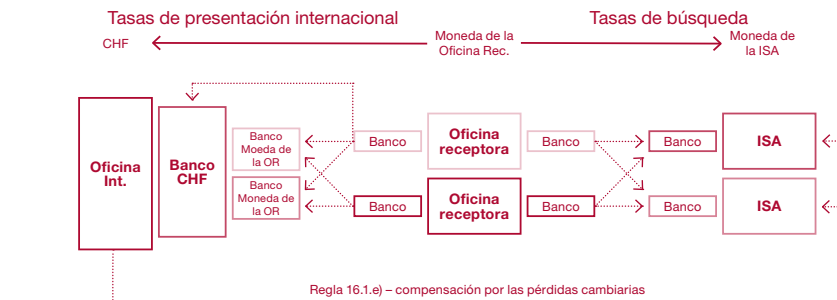 Tasas de presentación internacional
Tasas de búsqueda
CHF
Moneda de la
Oficina Rec.
Moneda de
la ISA
Oficina
Int.
Banco
CHF
Banco
Moeda de
la OR
Banco
Moneda de
la OR
Banco
Oficina
receptora
Banco
Banco
ISA
Banco
Oficina
receptora
Banco
Banco
ISA
Regla 16.1.e) – compensación por las pérdidas cambiarias